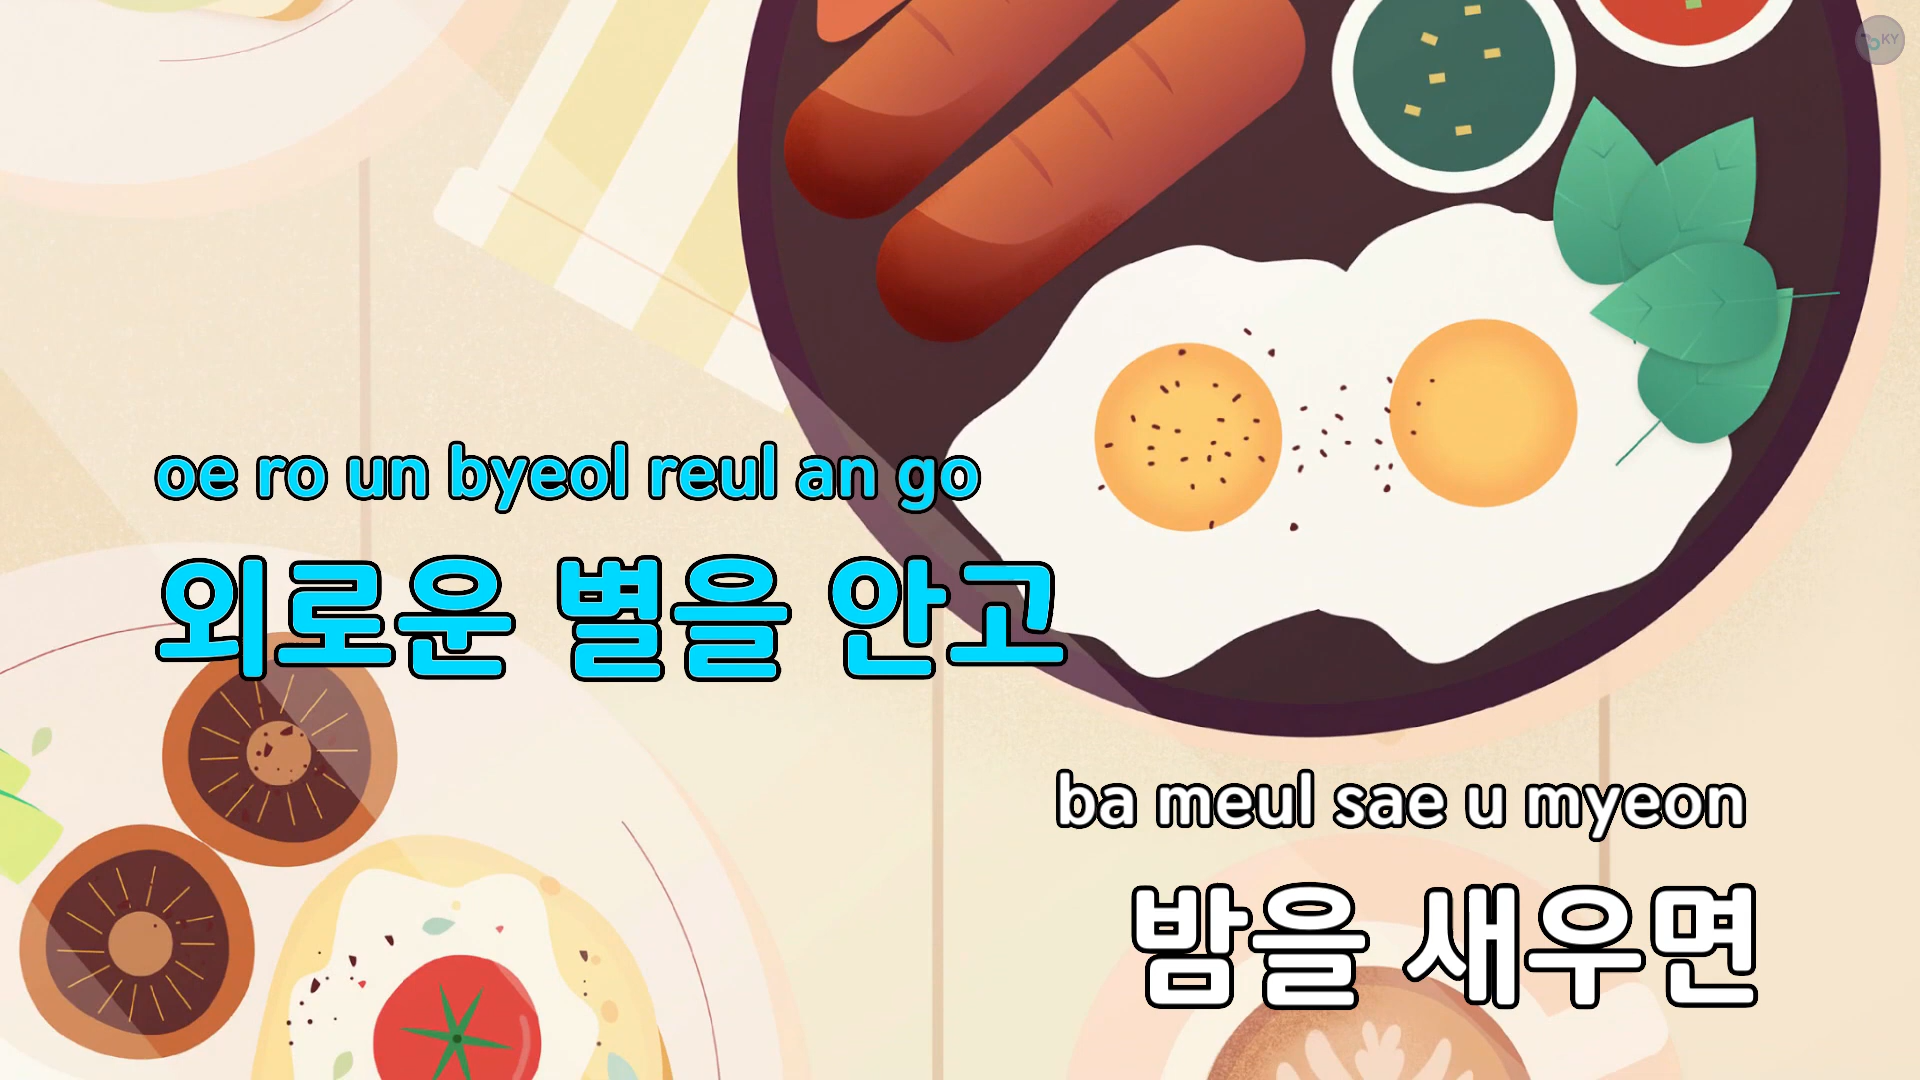 oe ro un byeol reul an go
외로운 별을 안고
ba meul sae u myeon
밤을 새우면
KY